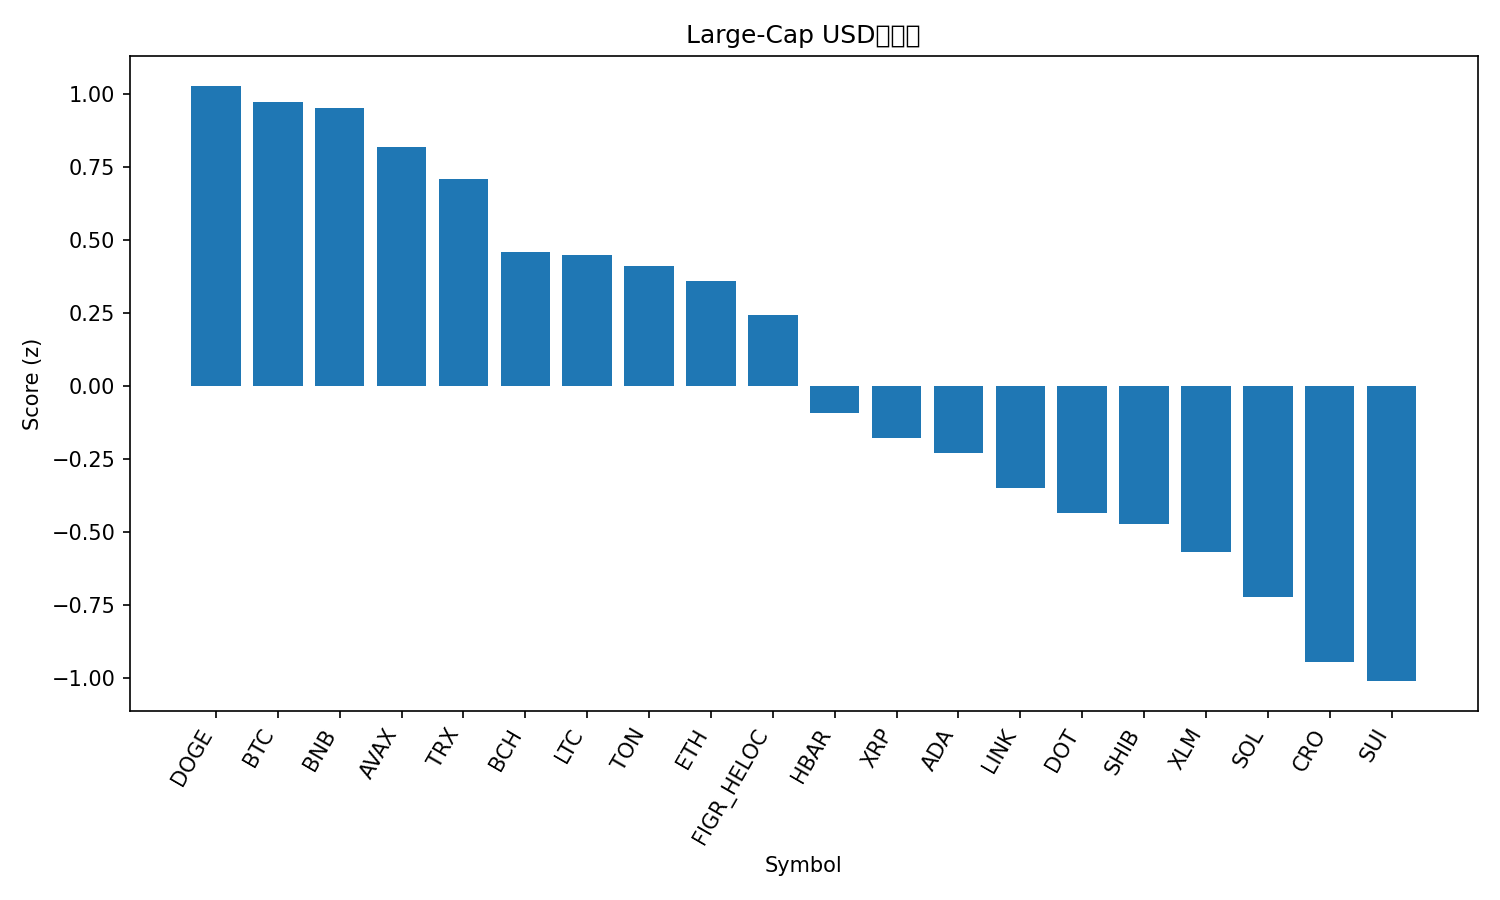 Large-Cap USD
Score (z)
1.00
0.75
0.50
0.25
0.00
−0.25
−0.50
−0.75
−1.00
DOGE
BTC
BNB
AVAX
TRX
BCH
LTC
TON
ETH
FIGR_HELOC
HBAR
XRP
ADA
LINK
DOT
SHIB
XLM
SOL
CRO
SUI
Symbol